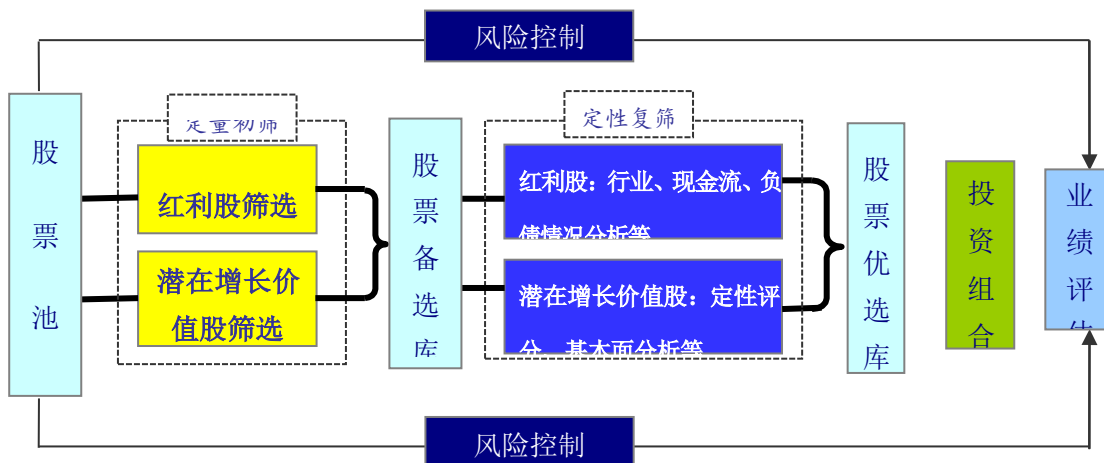 风险控制
股票池
定量初筛
红利股筛选
潜在增长价
值股筛选
股票备选库
定性复筛
红利股：行业、现金流、负
债情况分析等
潜在增长价值股：定性评
分、基本面分析等
股票优选库
投资组合
业绩评估
风险控制